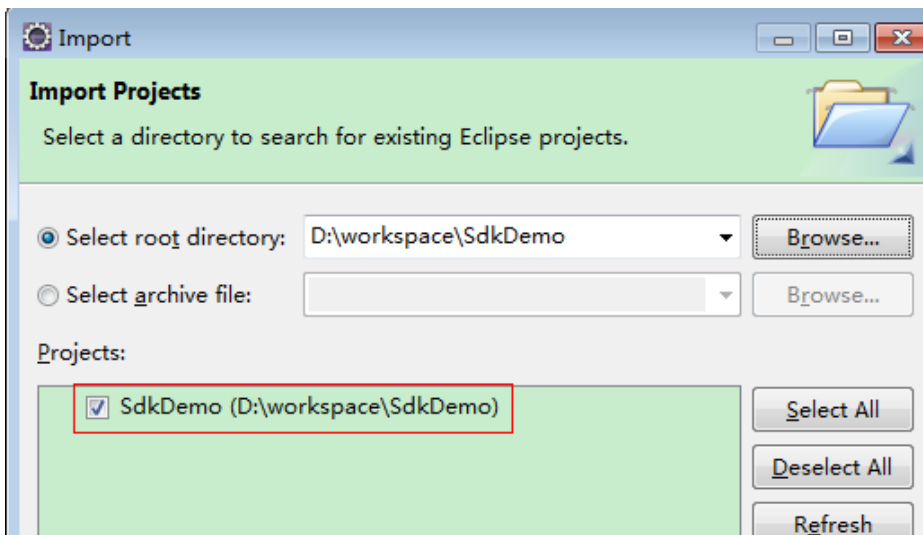 Import
Import Projects
Select a directory to search for existing Eclipse projects.
Select root directory: D:\workspace\SdkDemo Browse...
Select archive file: Browse...
Projects:
SdkDemo (D:\workspace\SdkDemo)
Select All
Deselect All
Refresh